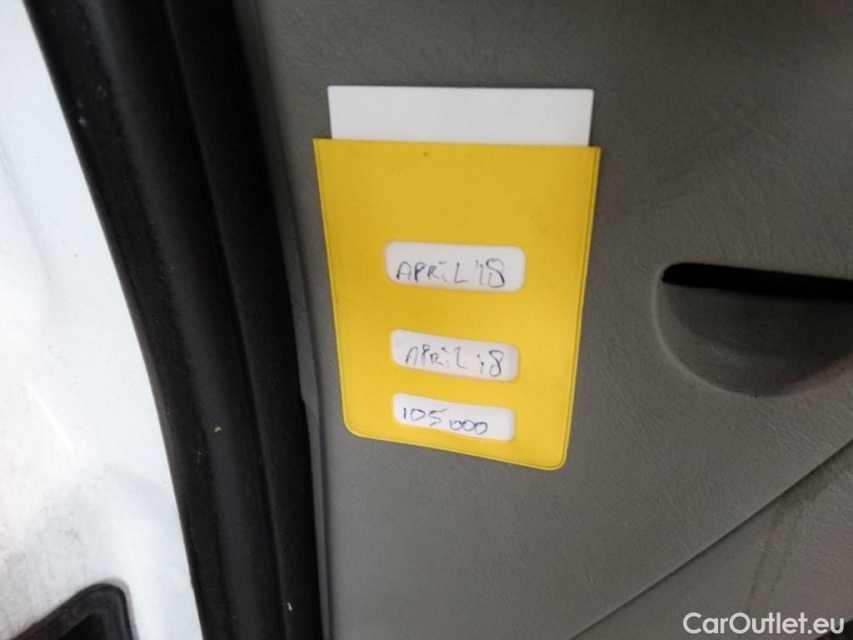 APRIL '18
APRIL 18
105000
CarOutlet.eu